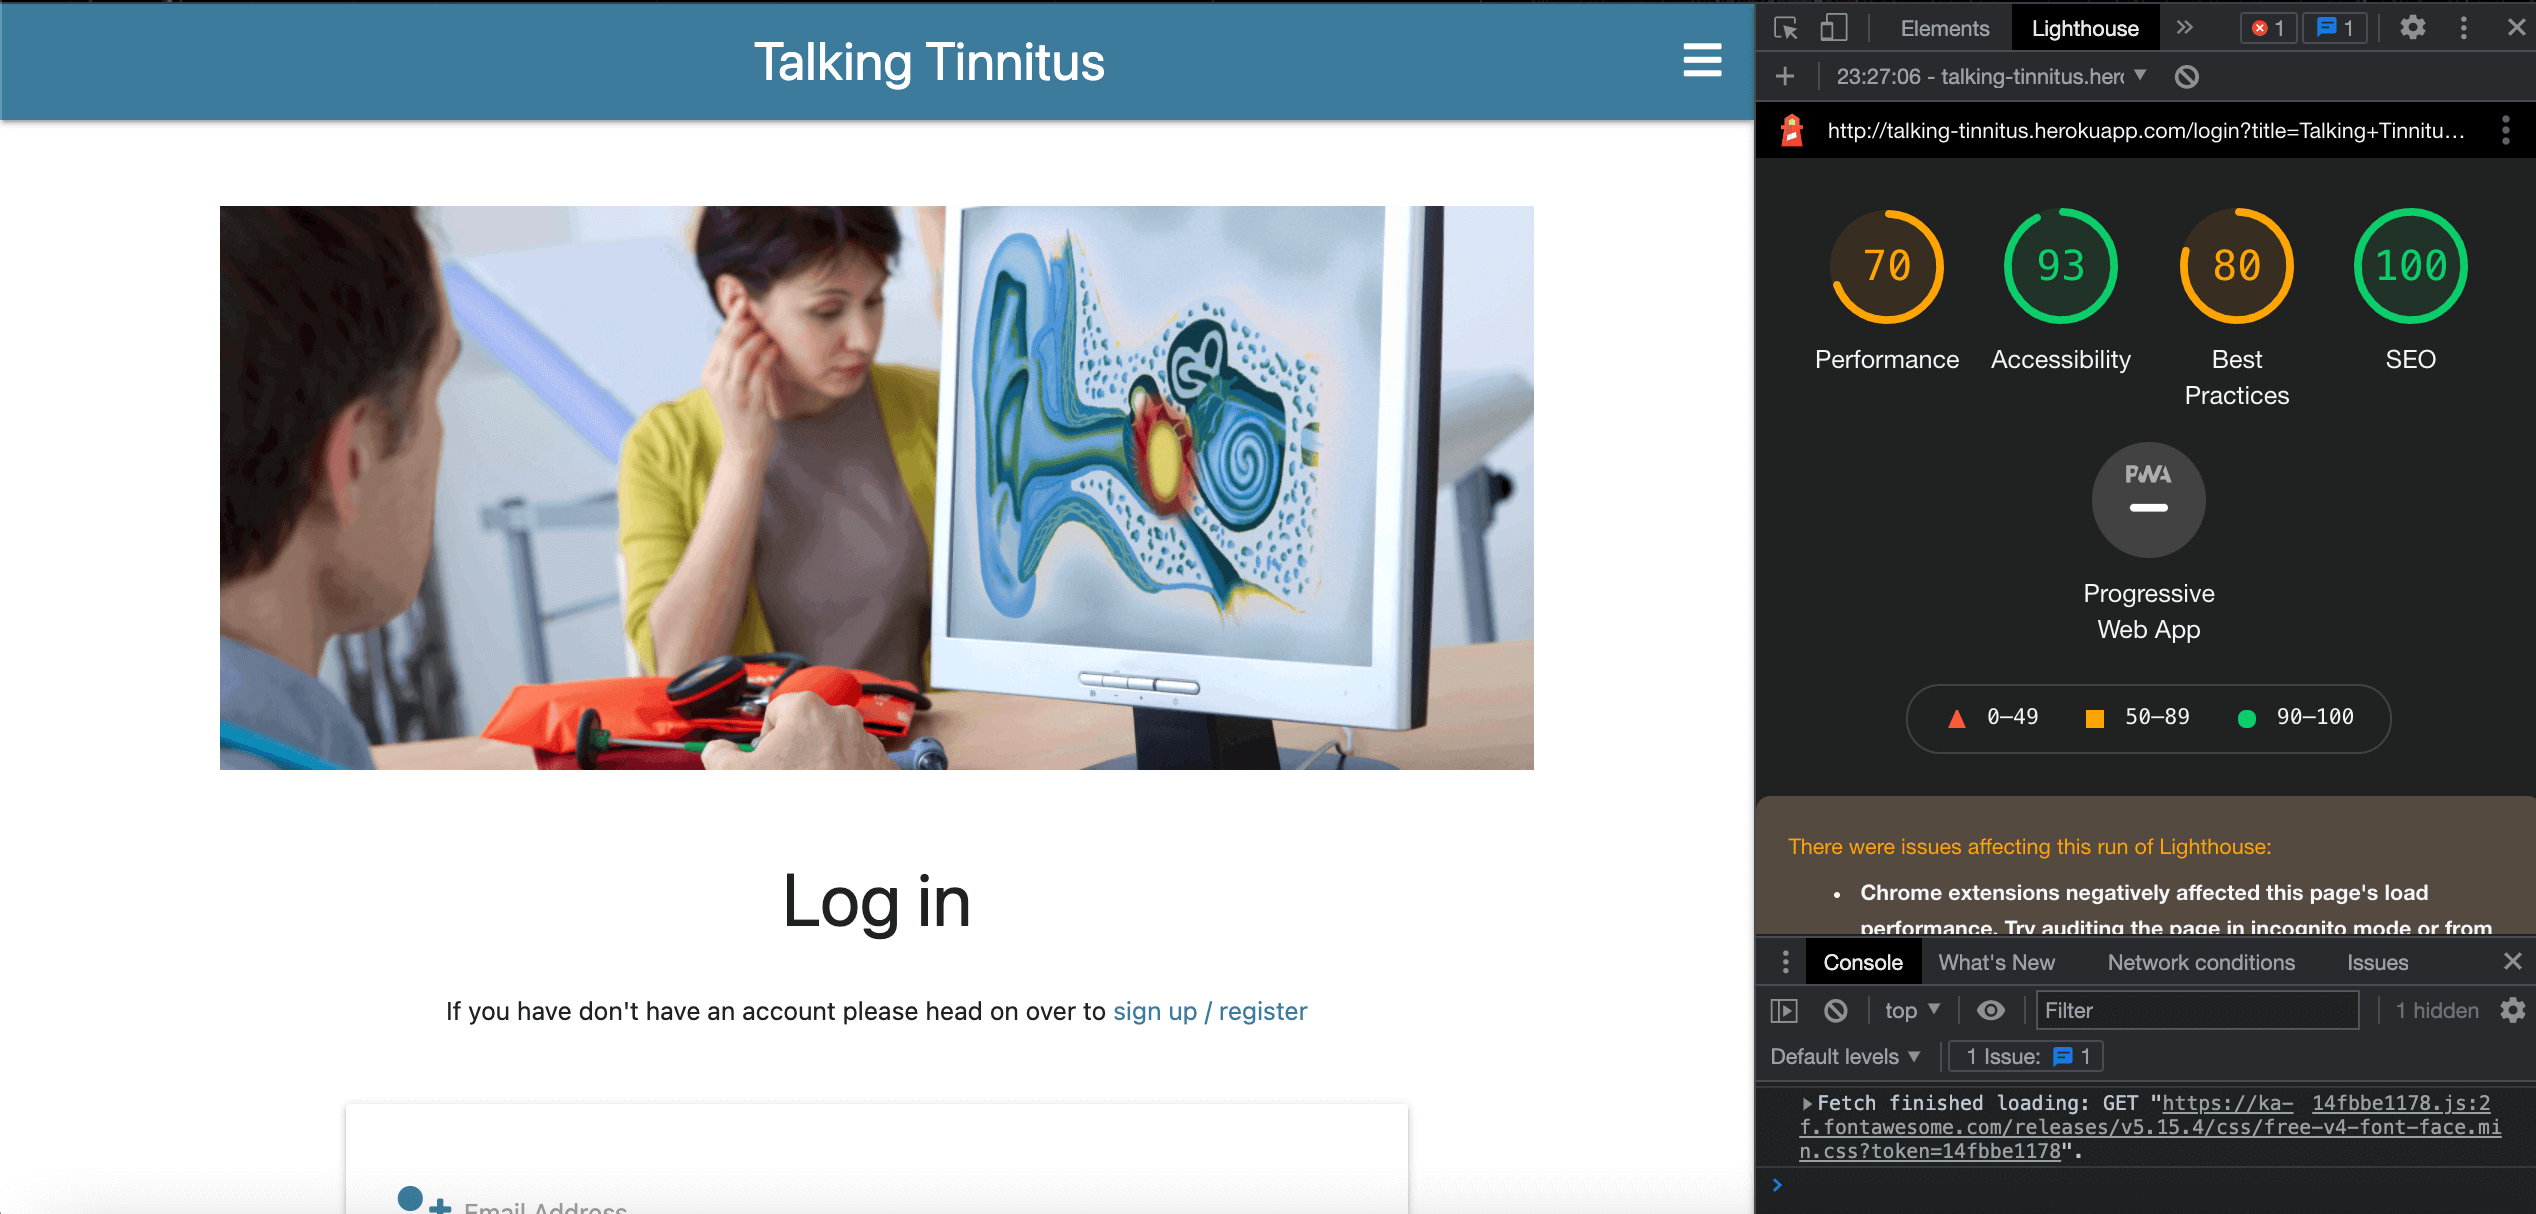 Talking Tinnitus
Log in
If you have don't have an account please head on over to sign up / register
Email Address
Elements
Lighthouse
1
1
23:27:06 - talking-tinnitus.her
http://talking-tinnitus.herokuapp.com/login?title=Talking+Tinnitu…
70
93
80
100
Performance
Accessibility
Best
Practices
SEO
PWA
Progressive
Web App
0–49
50–89
90–100
There were issues affecting this run of Lighthouse:
• Chrome extensions negatively affected this page's load
performance. Try auditing the page in incognito mode or from
Console
What's New
Network conditions
Issues
top
Filter
1 hidden
Default levels
1 Issue:
1
Fetch finished loading: GET "https://ka- 14fbbe1178.js:2
f.fontawesome.com/releases/v5.15.4/css/free-v4-font-face.mi
n.css?token=14fbbe1178".